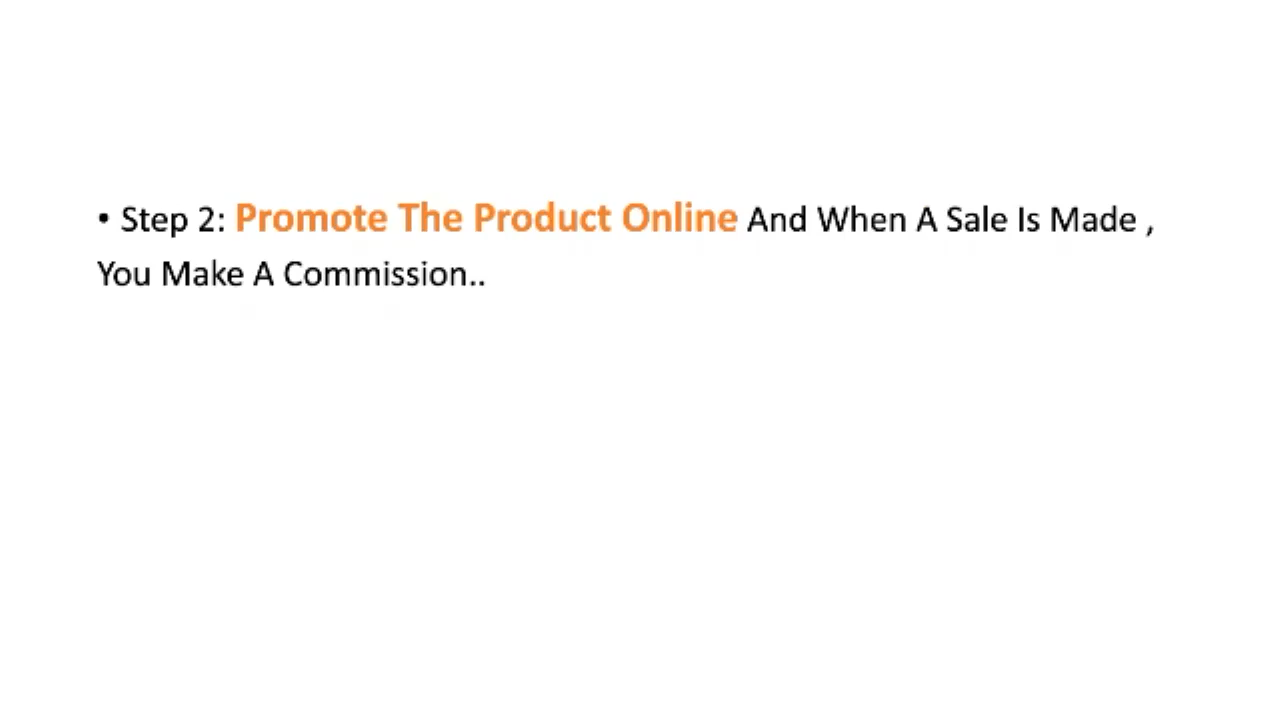 • Step 2: Promote The Product Online And When A Sale Is Made ,
You Make A Commission..